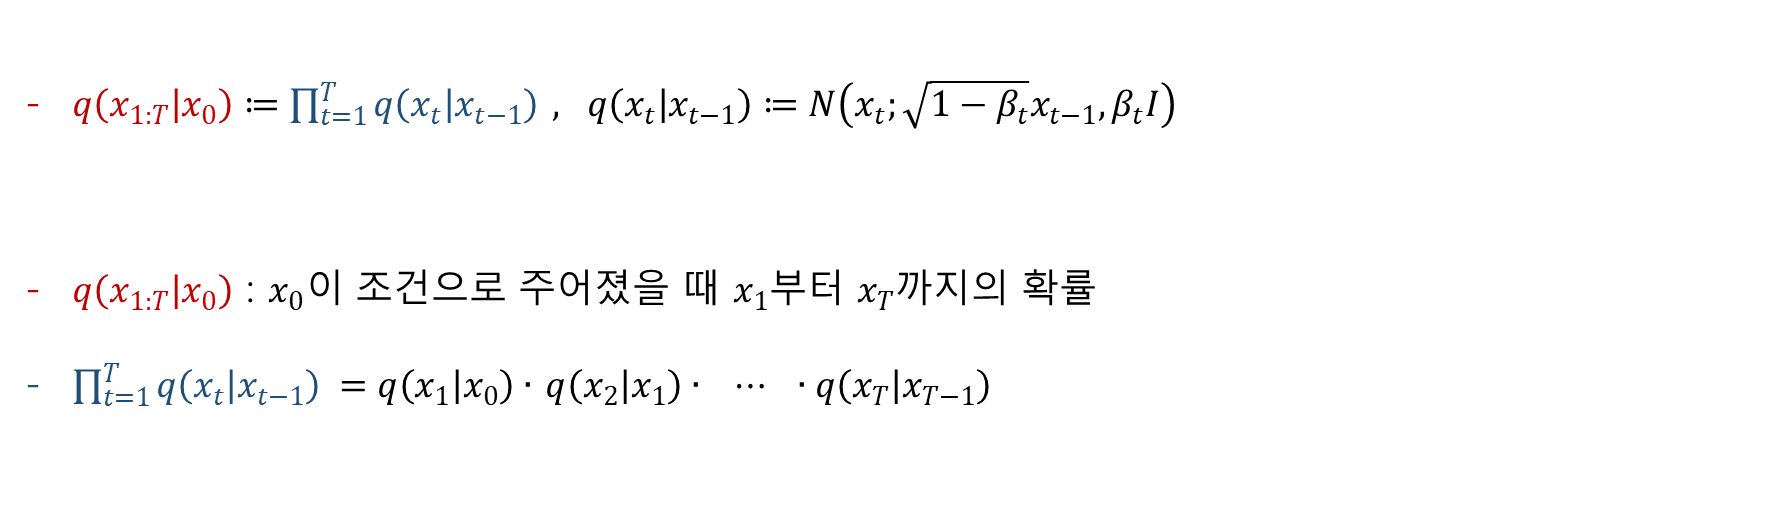 - q(x_{1:T}|x_0) ≔ ∏_{t=1}^{T} q(x_t|x_{t−1}) , q(x_t|x_{t−1}) ≔ N(x_t; √(1 − β_t) x_{t−1}, β_t I)
- q(x_{1:T}|x_0) : x_0이 조건으로 주어졌을 때 x_1부터 x_T까지의 확률
- ∏_{t=1}^{T} q(x_t|x_{t−1}) = q(x_1|x_0) · q(x_2|x_1) · ⋯ · q(x_T|x_{T−1})